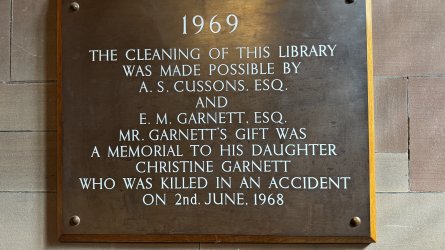 1969
THE CLEANING OF THIS LIBRARY
WAS MADE POSSIBLE BY
A. S. CUSSONS, ESQ.
AND
E. M. GARNETT, ESQ.
MR. GARNETT'S GIFT WAS
A MEMORIAL TO HIS DAUGHTER
CHRISTINE GARNETT
WHO WAS KILLED IN AN ACCIDENT
ON 2nd. JUNE, 1968